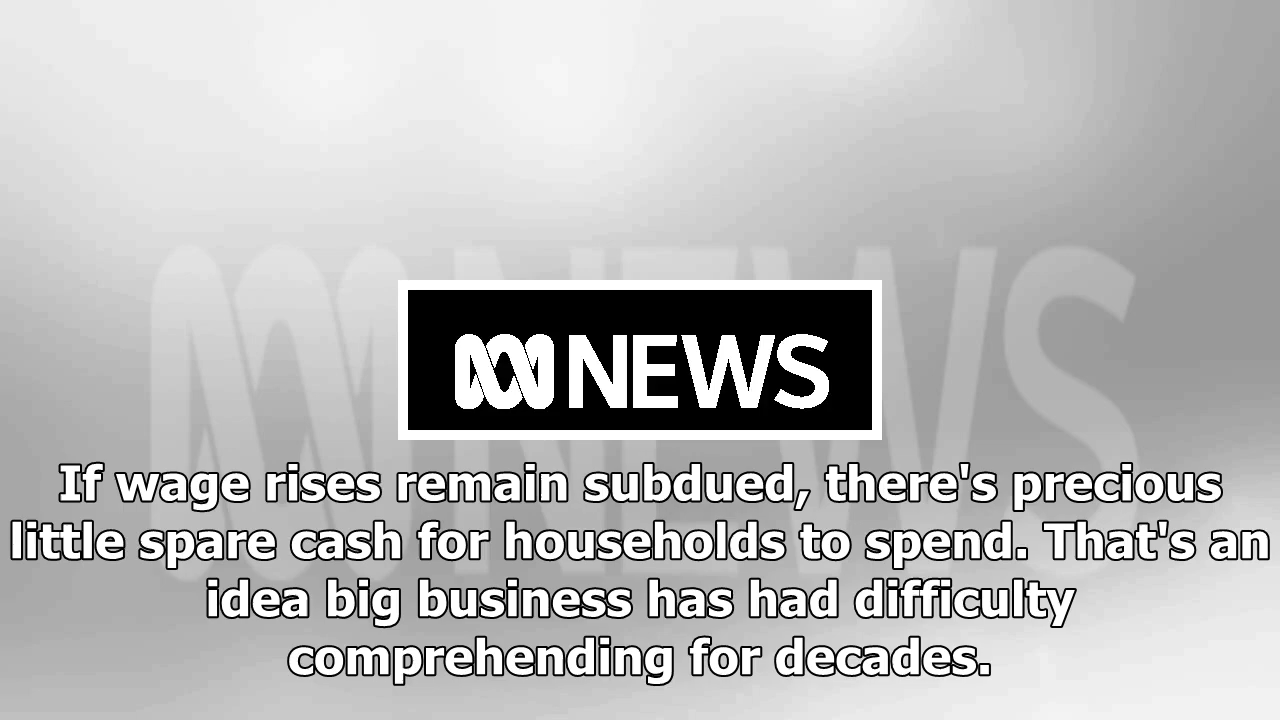 NEWS
NEWS
If wage rises remain subdued, there's precious
little spare cash for households to spend. That's an
idea big business has had difficulty
comprehending for decades.